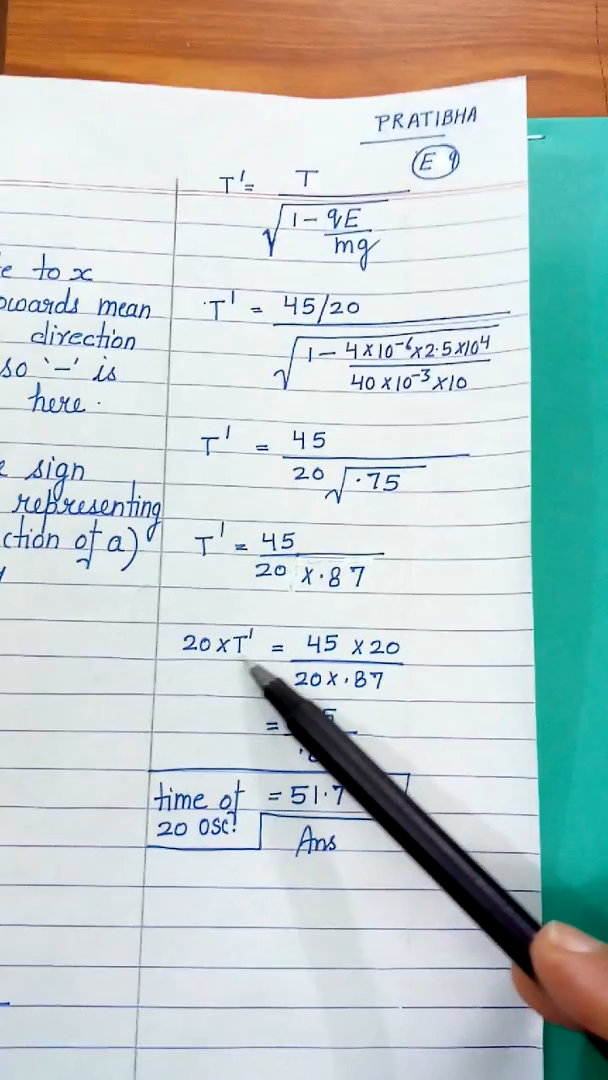 PRATIBHA
E 9
T' = T / √(1 - qE/mg)
e to x
owards mean
direction
so '-' is
here.
T' = 45/20 / √(1 - 4 x 10⁻⁶ x 2.5 x 10⁴ / 40 x 10⁻³ x 10)
T' = 45 / 20 √.75
e sign
representing
ction of a)
T' = 45 / 20 x .87
20 x T' = 45 x 20 / 20 x .87
=
time of = 51.7
20 osc!
Ans